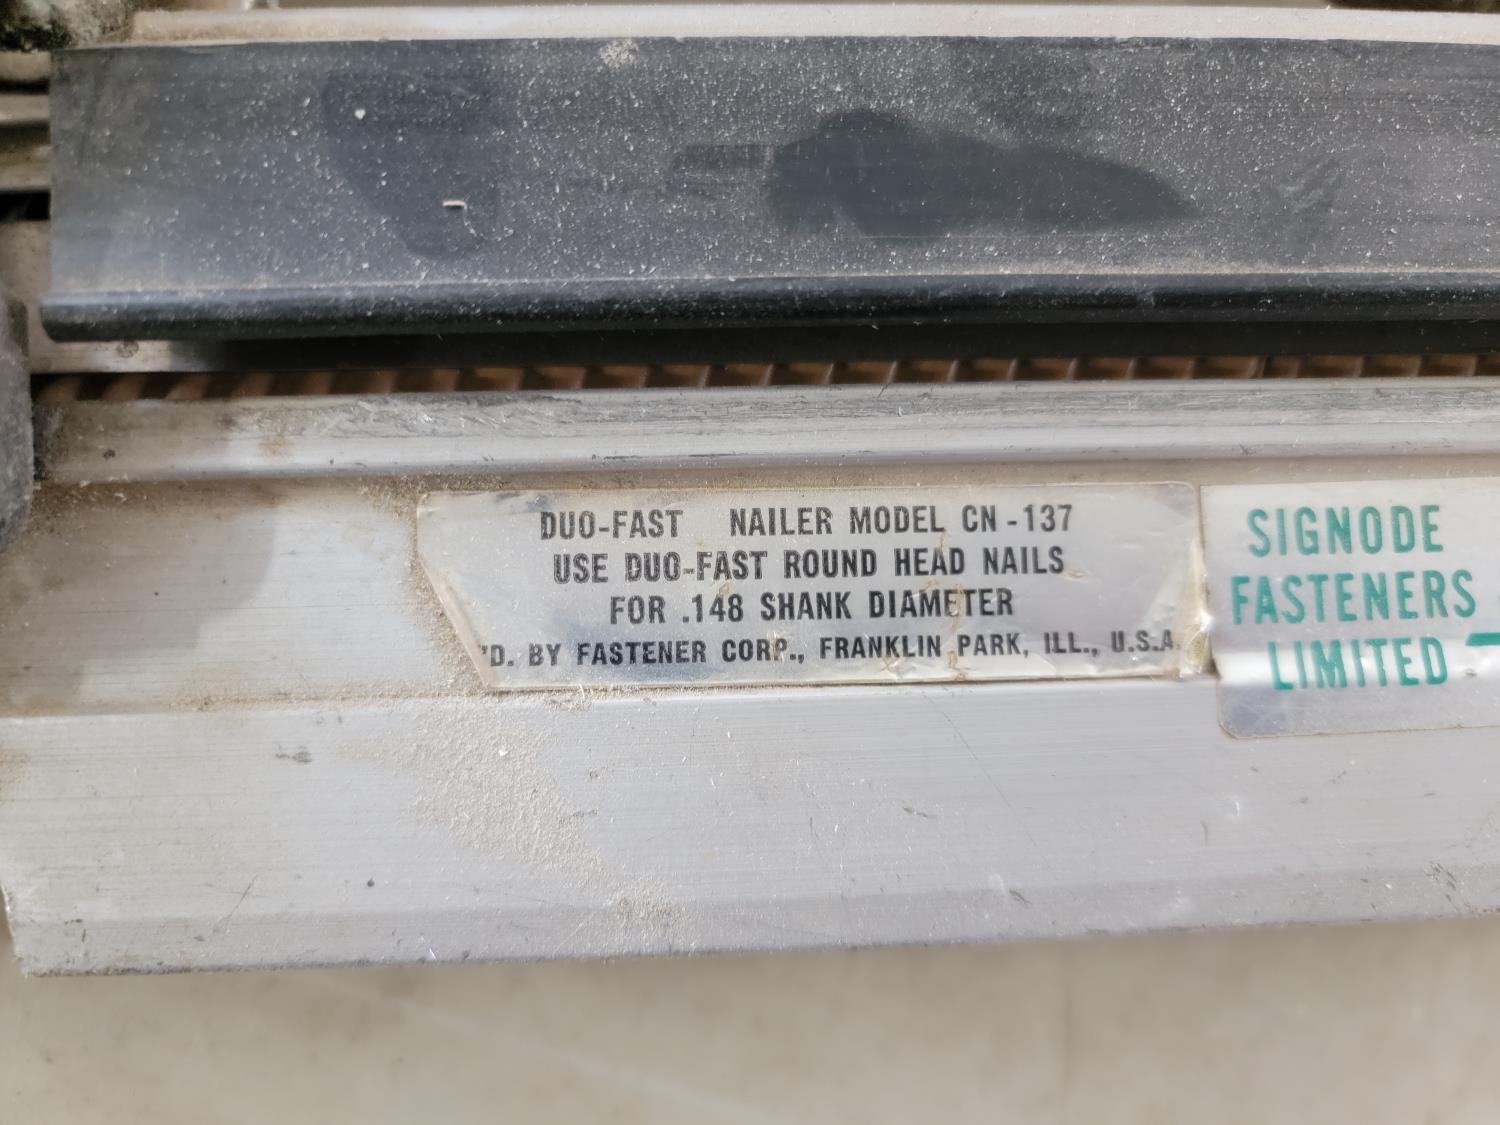 DUO-FAST NAILER MODEL CN-137
USE DUO-FAST ROUND HEAD NAILS
FOR .148 SHANK DIAMETER
'D. BY FASTENER CORP., FRANKLIN PARK, ILL., U.S.A.
SIGNODE
FASTENERS
LIMITED